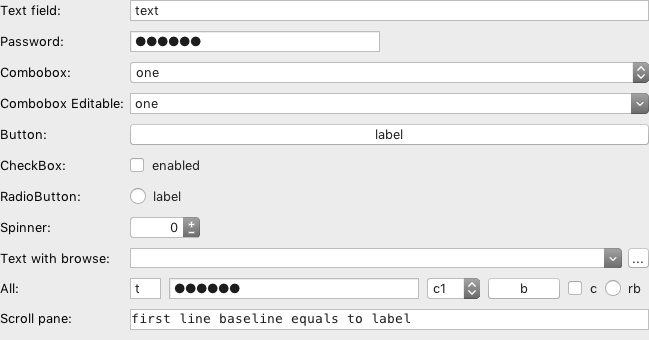 Text field: text
Password: ●●●●●●
Combobox: one
Combobox Editable: one
Button: label
CheckBox: enabled
RadioButton: label
Spinner: 0
Text with browse: ...
All: t ●●●●●● c1 b c rb
Scroll pane: first line baseline equals to label